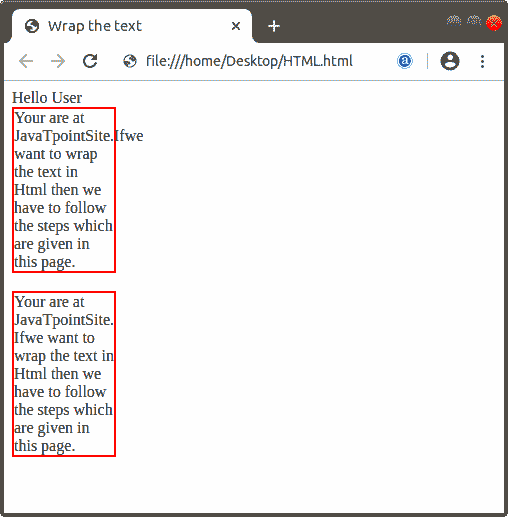 Wrap the text
file:///home/Desktop/HTML.html
a
Hello User
Your are at
JavaTpointSite.Ifwe
want to wrap
the text in
Html then we
have to follow
the steps which
are given in
this page.
Your are at
JavaTpointSite.
Ifwe want to
wrap the text in
Html then we
have to follow
the steps which
are given in
this page.